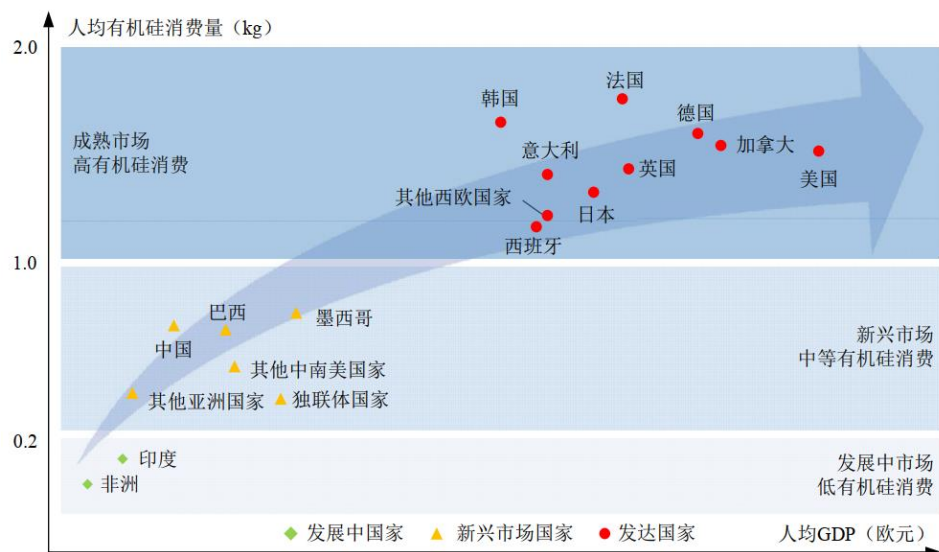 人均有机硅消费量（kg）
2.0
法国
韩国
德国
成熟市场
高有机硅消费
意大利
加拿大
英国
美国
其他西欧国家
日本
西班牙
1.0
巴西
墨西哥
中国
新兴市场
中等有机硅消费
其他中南美国家
其他亚洲国家
独联体国家
0.2
印度
非洲
发展中市场
低有机硅消费
发展中国家
新兴市场国家
发达国家
人均GDP（欧元）